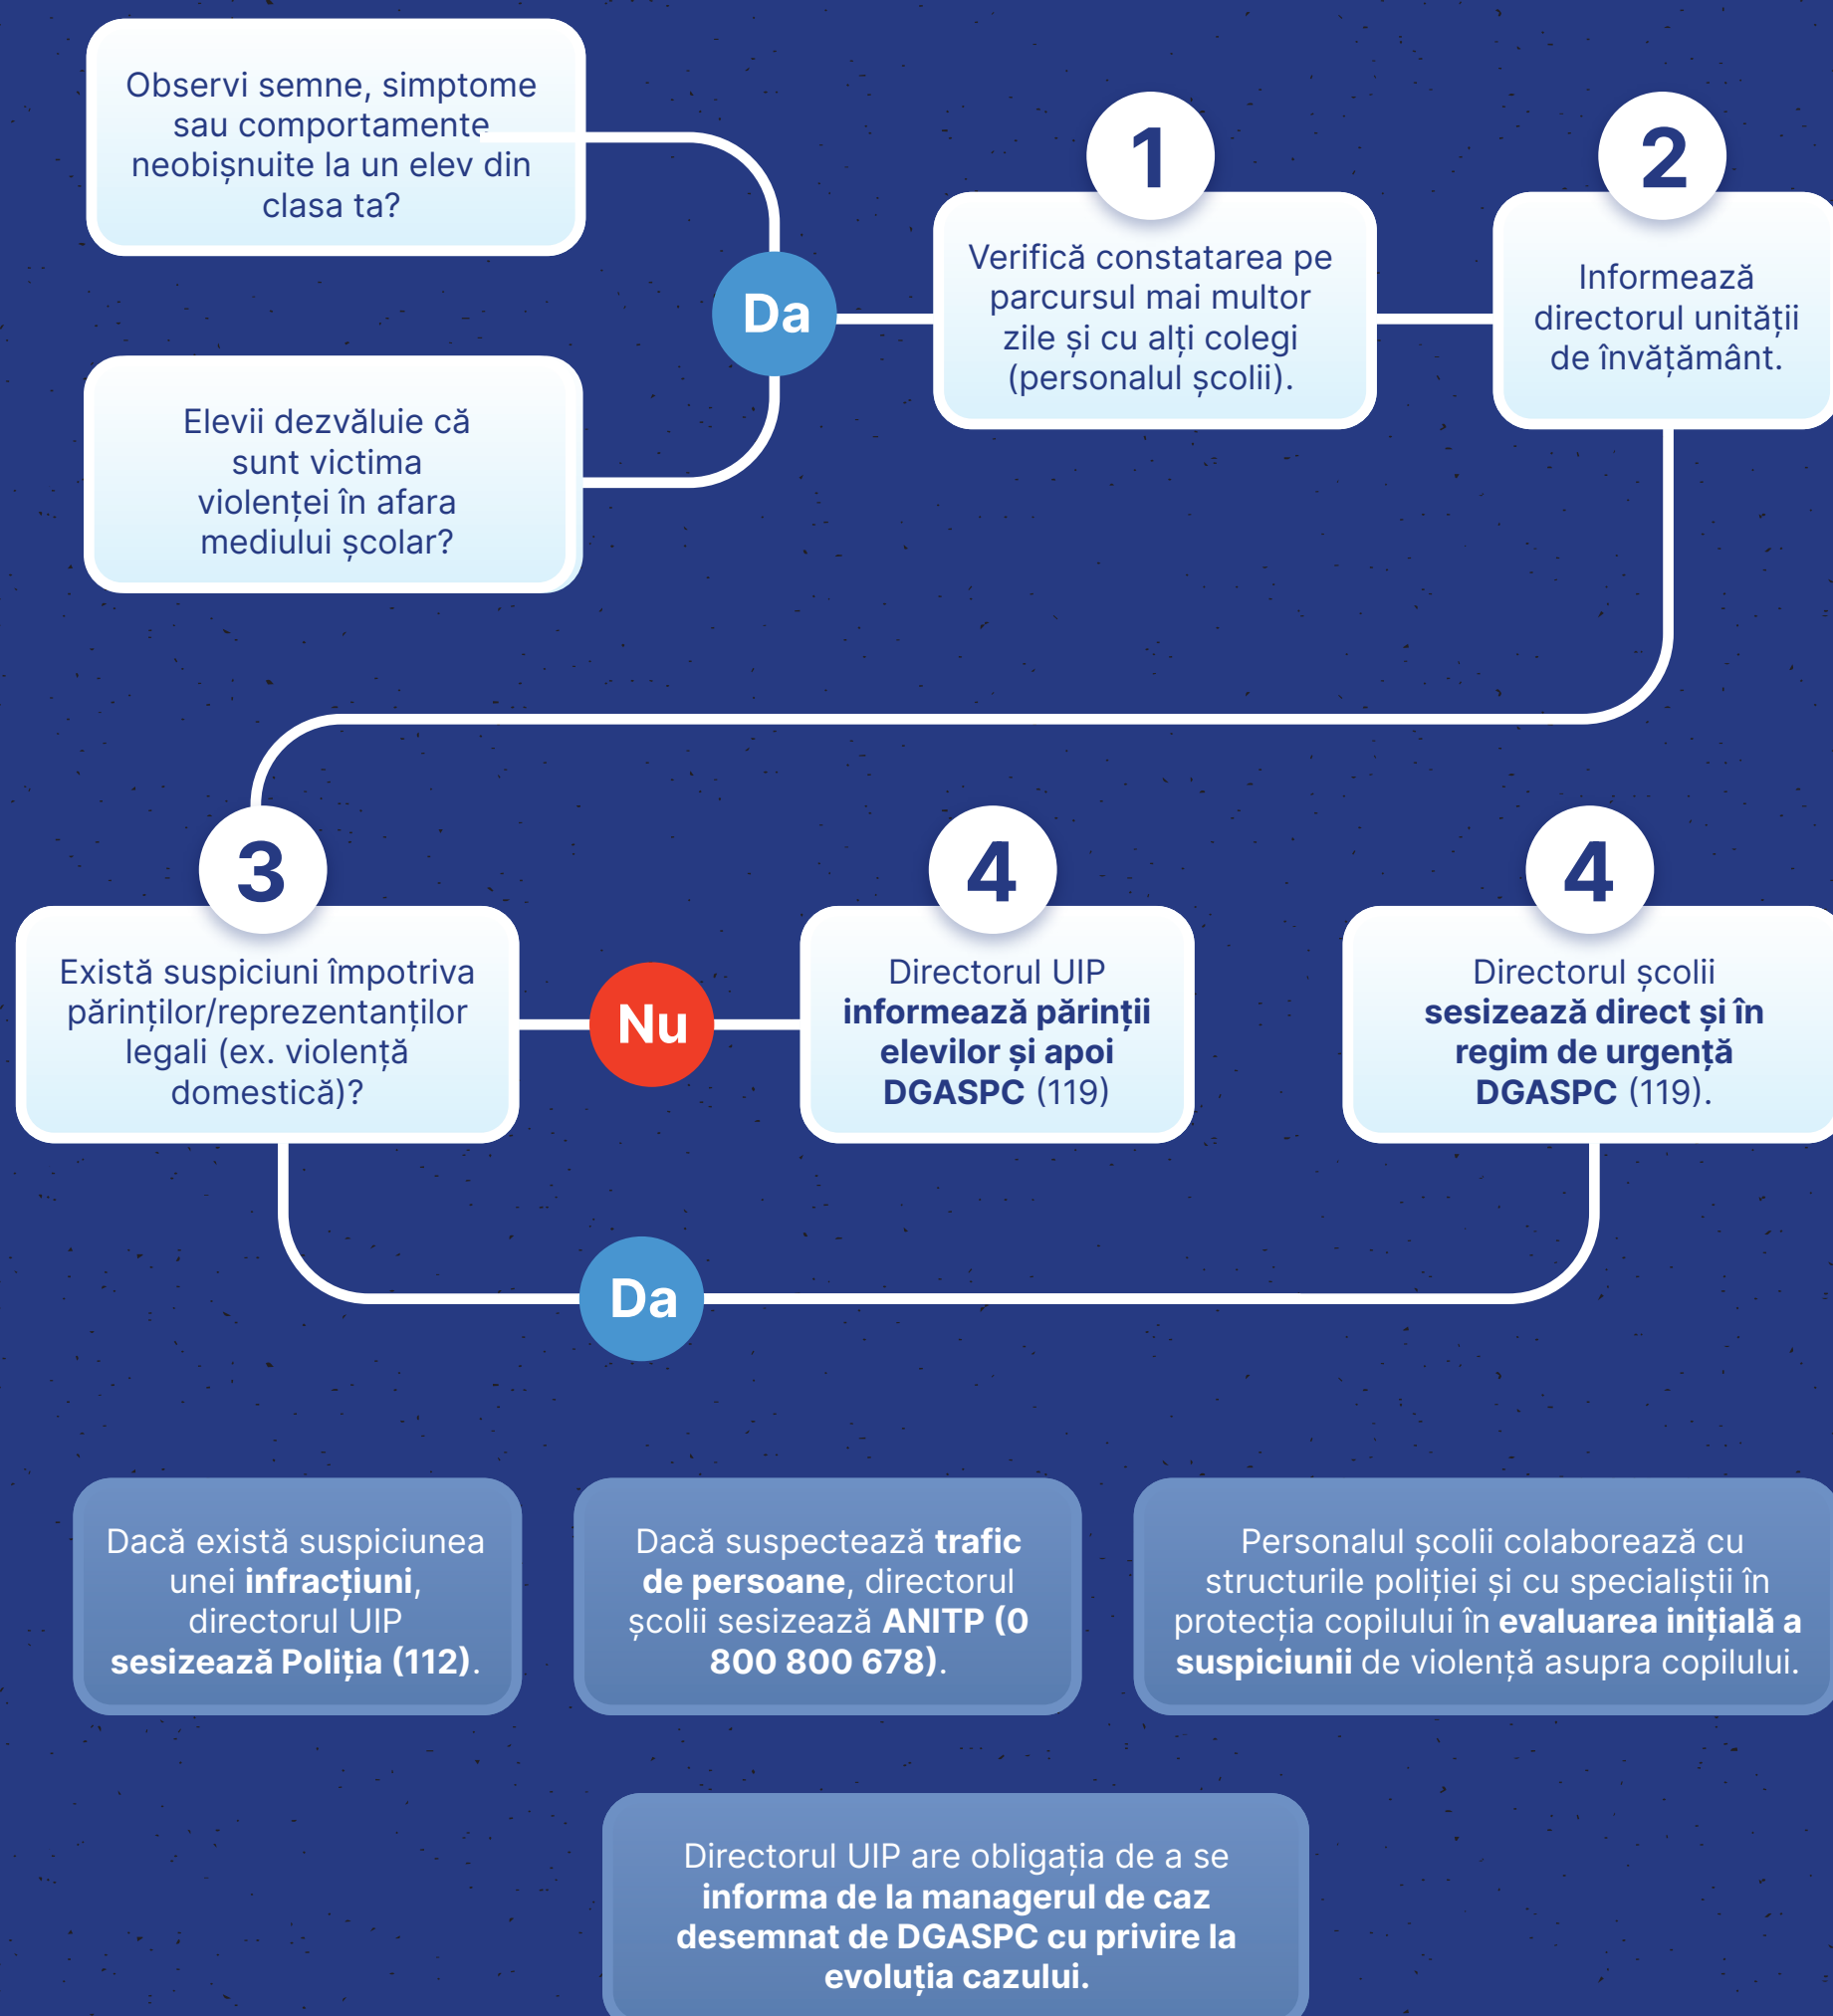 Observi semne, simptome
sau comportamente
neobișnuite la un elev din
clasa ta?
Elevii dezvăluie că
sunt victima
violenței în afara
mediului școlar?
Da
1
Verifică constatarea pe
parcursul mai multor
zile și cu alți colegi
(personalul școlii).
2
Informează
directorul unității
de învățământ.
3
Există suspiciuni împotriva
părinților/reprezentanților
legali (ex. violență
domestică)?
Nu
4
Directorul UIP
informează părinții
elevilor și apoi
DGASPC (119)
Da
4
Directorul școlii
sesizează direct și în
regim de urgență
DGASPC (119).
Dacă există suspiciunea
unei infracțiuni,
directorul UIP
sesizează Poliția (112).
Dacă suspectează trafic
de persoane, directorul
școlii sesizează ANITP (0
800 800 678).
Personalul școlii colaborează cu
structurile poliției și cu specialiștii în
protecția copilului în evaluarea inițială a
suspiciunii de violență asupra copilului.
Directorul UIP are obligația de a se
informa de la managerul de caz
desemnat de DGASPC cu privire la
evoluția cazului.